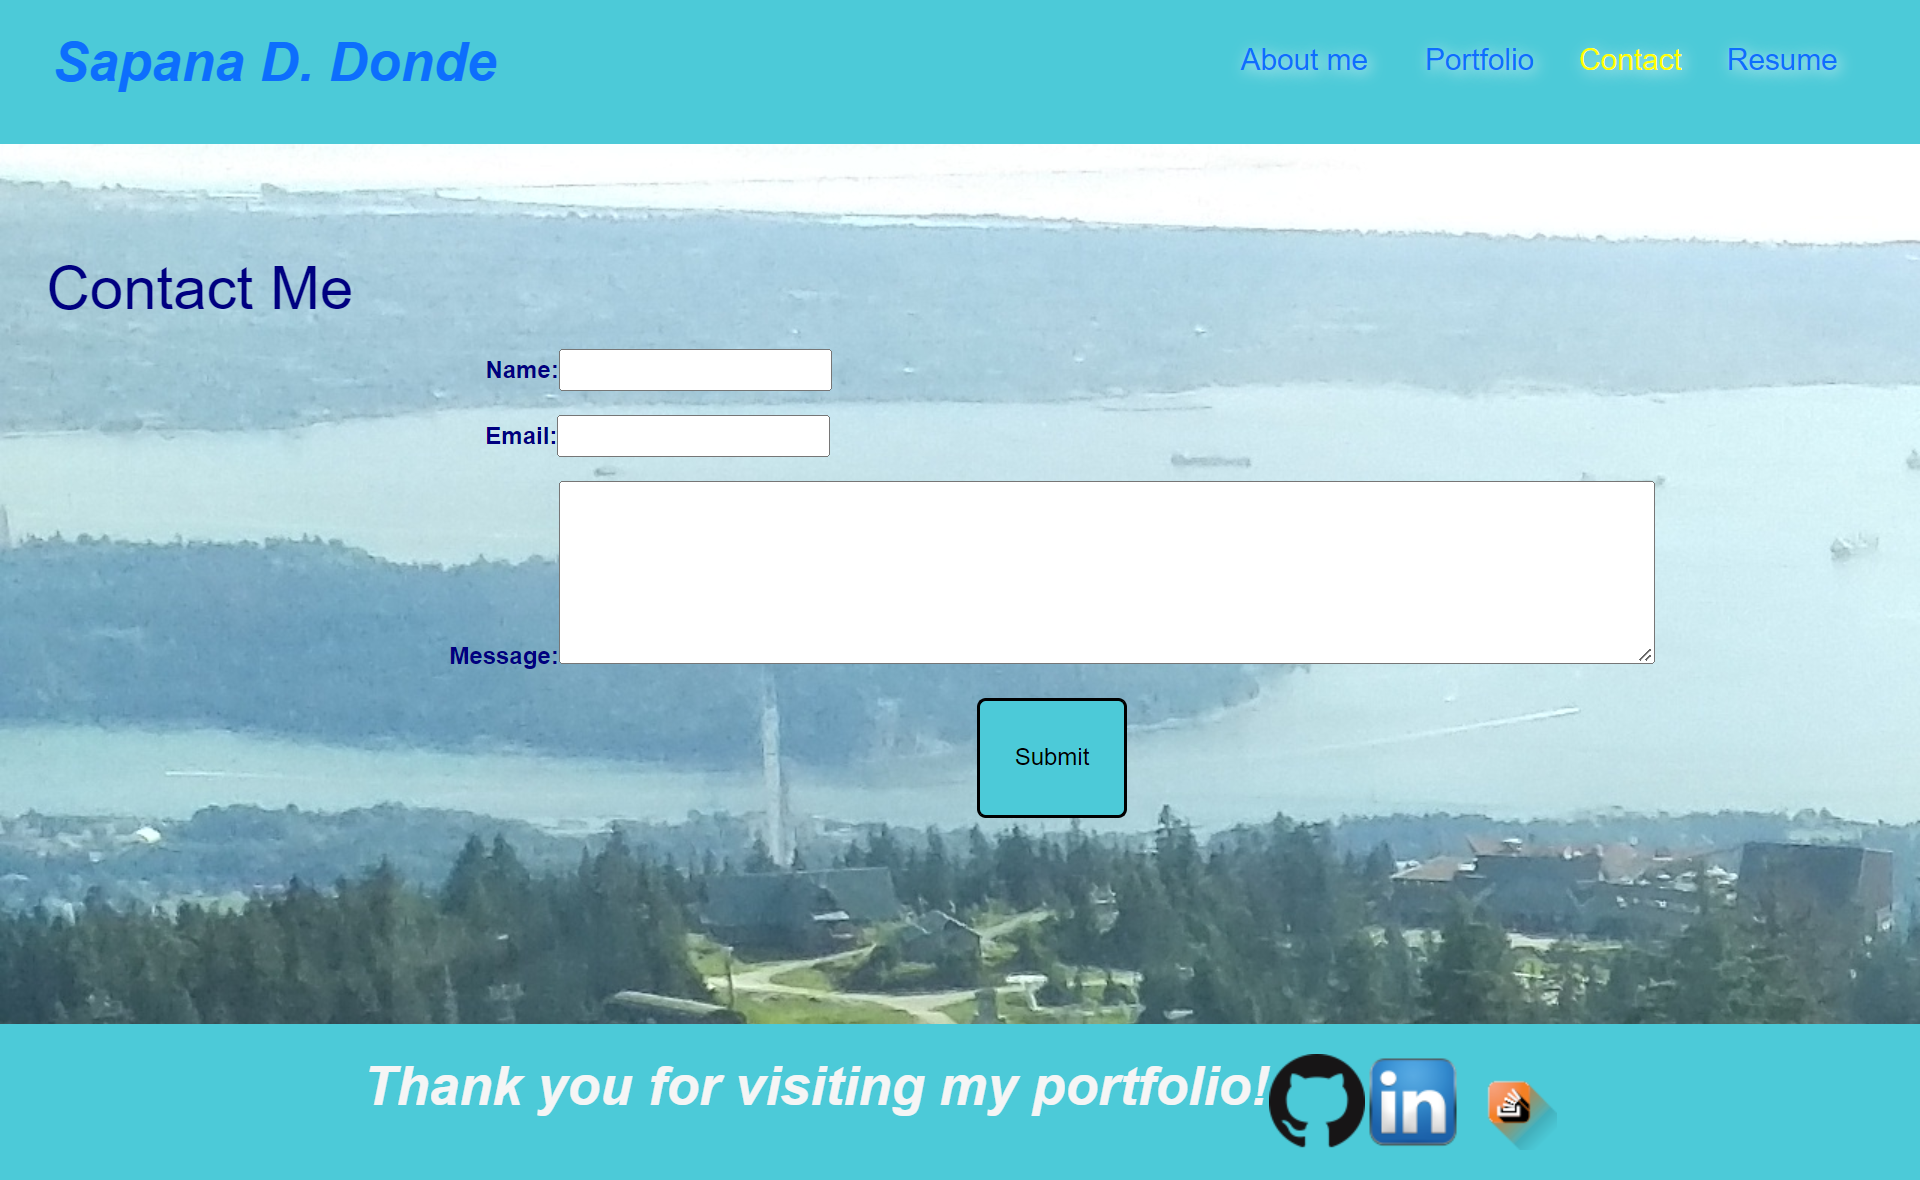 Sapana D. Donde
About me Portfolio Contact Resume
Contact Me
Name:
Email:
Message:
Submit
Thank you for visiting my portfolio! in